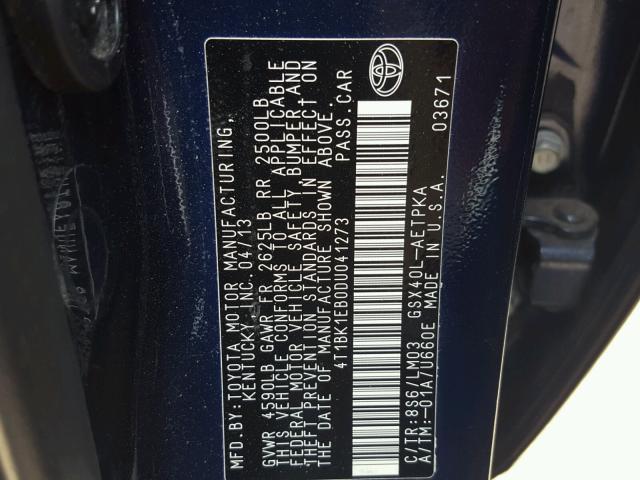 MFD.BY:TOYOTA MOTOR MANUFACTURING,
KENTUCKY, INC. 04/13
GVWR 4590LB GAWR FR 2625LB RR 2500LB
THIS VEHICLE CONFORMS TO ALL APPLICABLE
FEDERAL MOTOR VEHICLE SAFETY, BUMPER AND
THEFT PREVENTION STANDARDS IN EFFECT ON
THE DATE OF MANUFACTURE SHOWN ABOVE.
4T1BK1EB0DU041273 PASS.CAR
C/TR:8S6/LM03 GSX40L-AETPKA
A/TM:-01A/U660E MADE IN U.S.A.
03671